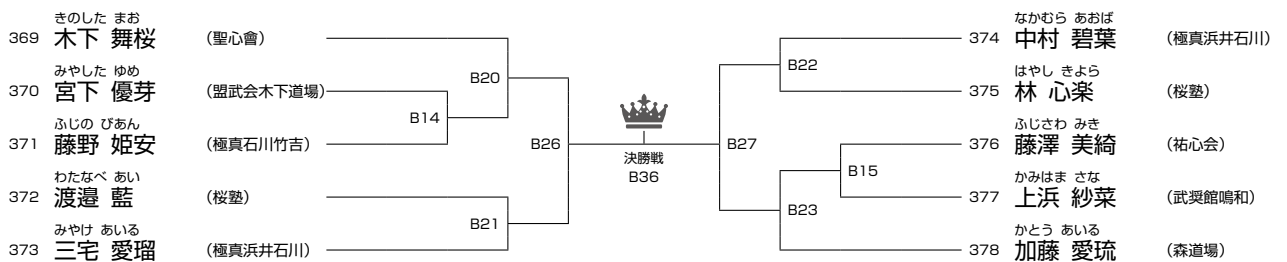 きのした まお
369 木下 舞桜 （聖心會）
みやした ゆめ
370 宮下 優芽 （盟武会木下道場）
ふじの びあん
371 藤野 姫安 （極真石川竹吉）
わたなべ あい
372 渡邉 藍 （桜塾）
みやけ あいる
373 三宅 愛瑠 （極真浜井石川）
B20
B14
B26
B21
決勝戦
B36
B27
B22
B15
B23
なかむら あおば
374 中村 碧葉 （極真浜井石川）
はやし きよら
375 林 心楽 （桜塾）
ふじさわ みき
376 藤澤 美綺 （祐心会）
かみはま さな
377 上浜 紗菜 （武奨館鳴和）
かとう あいる
378 加藤 愛琉 （森道場）